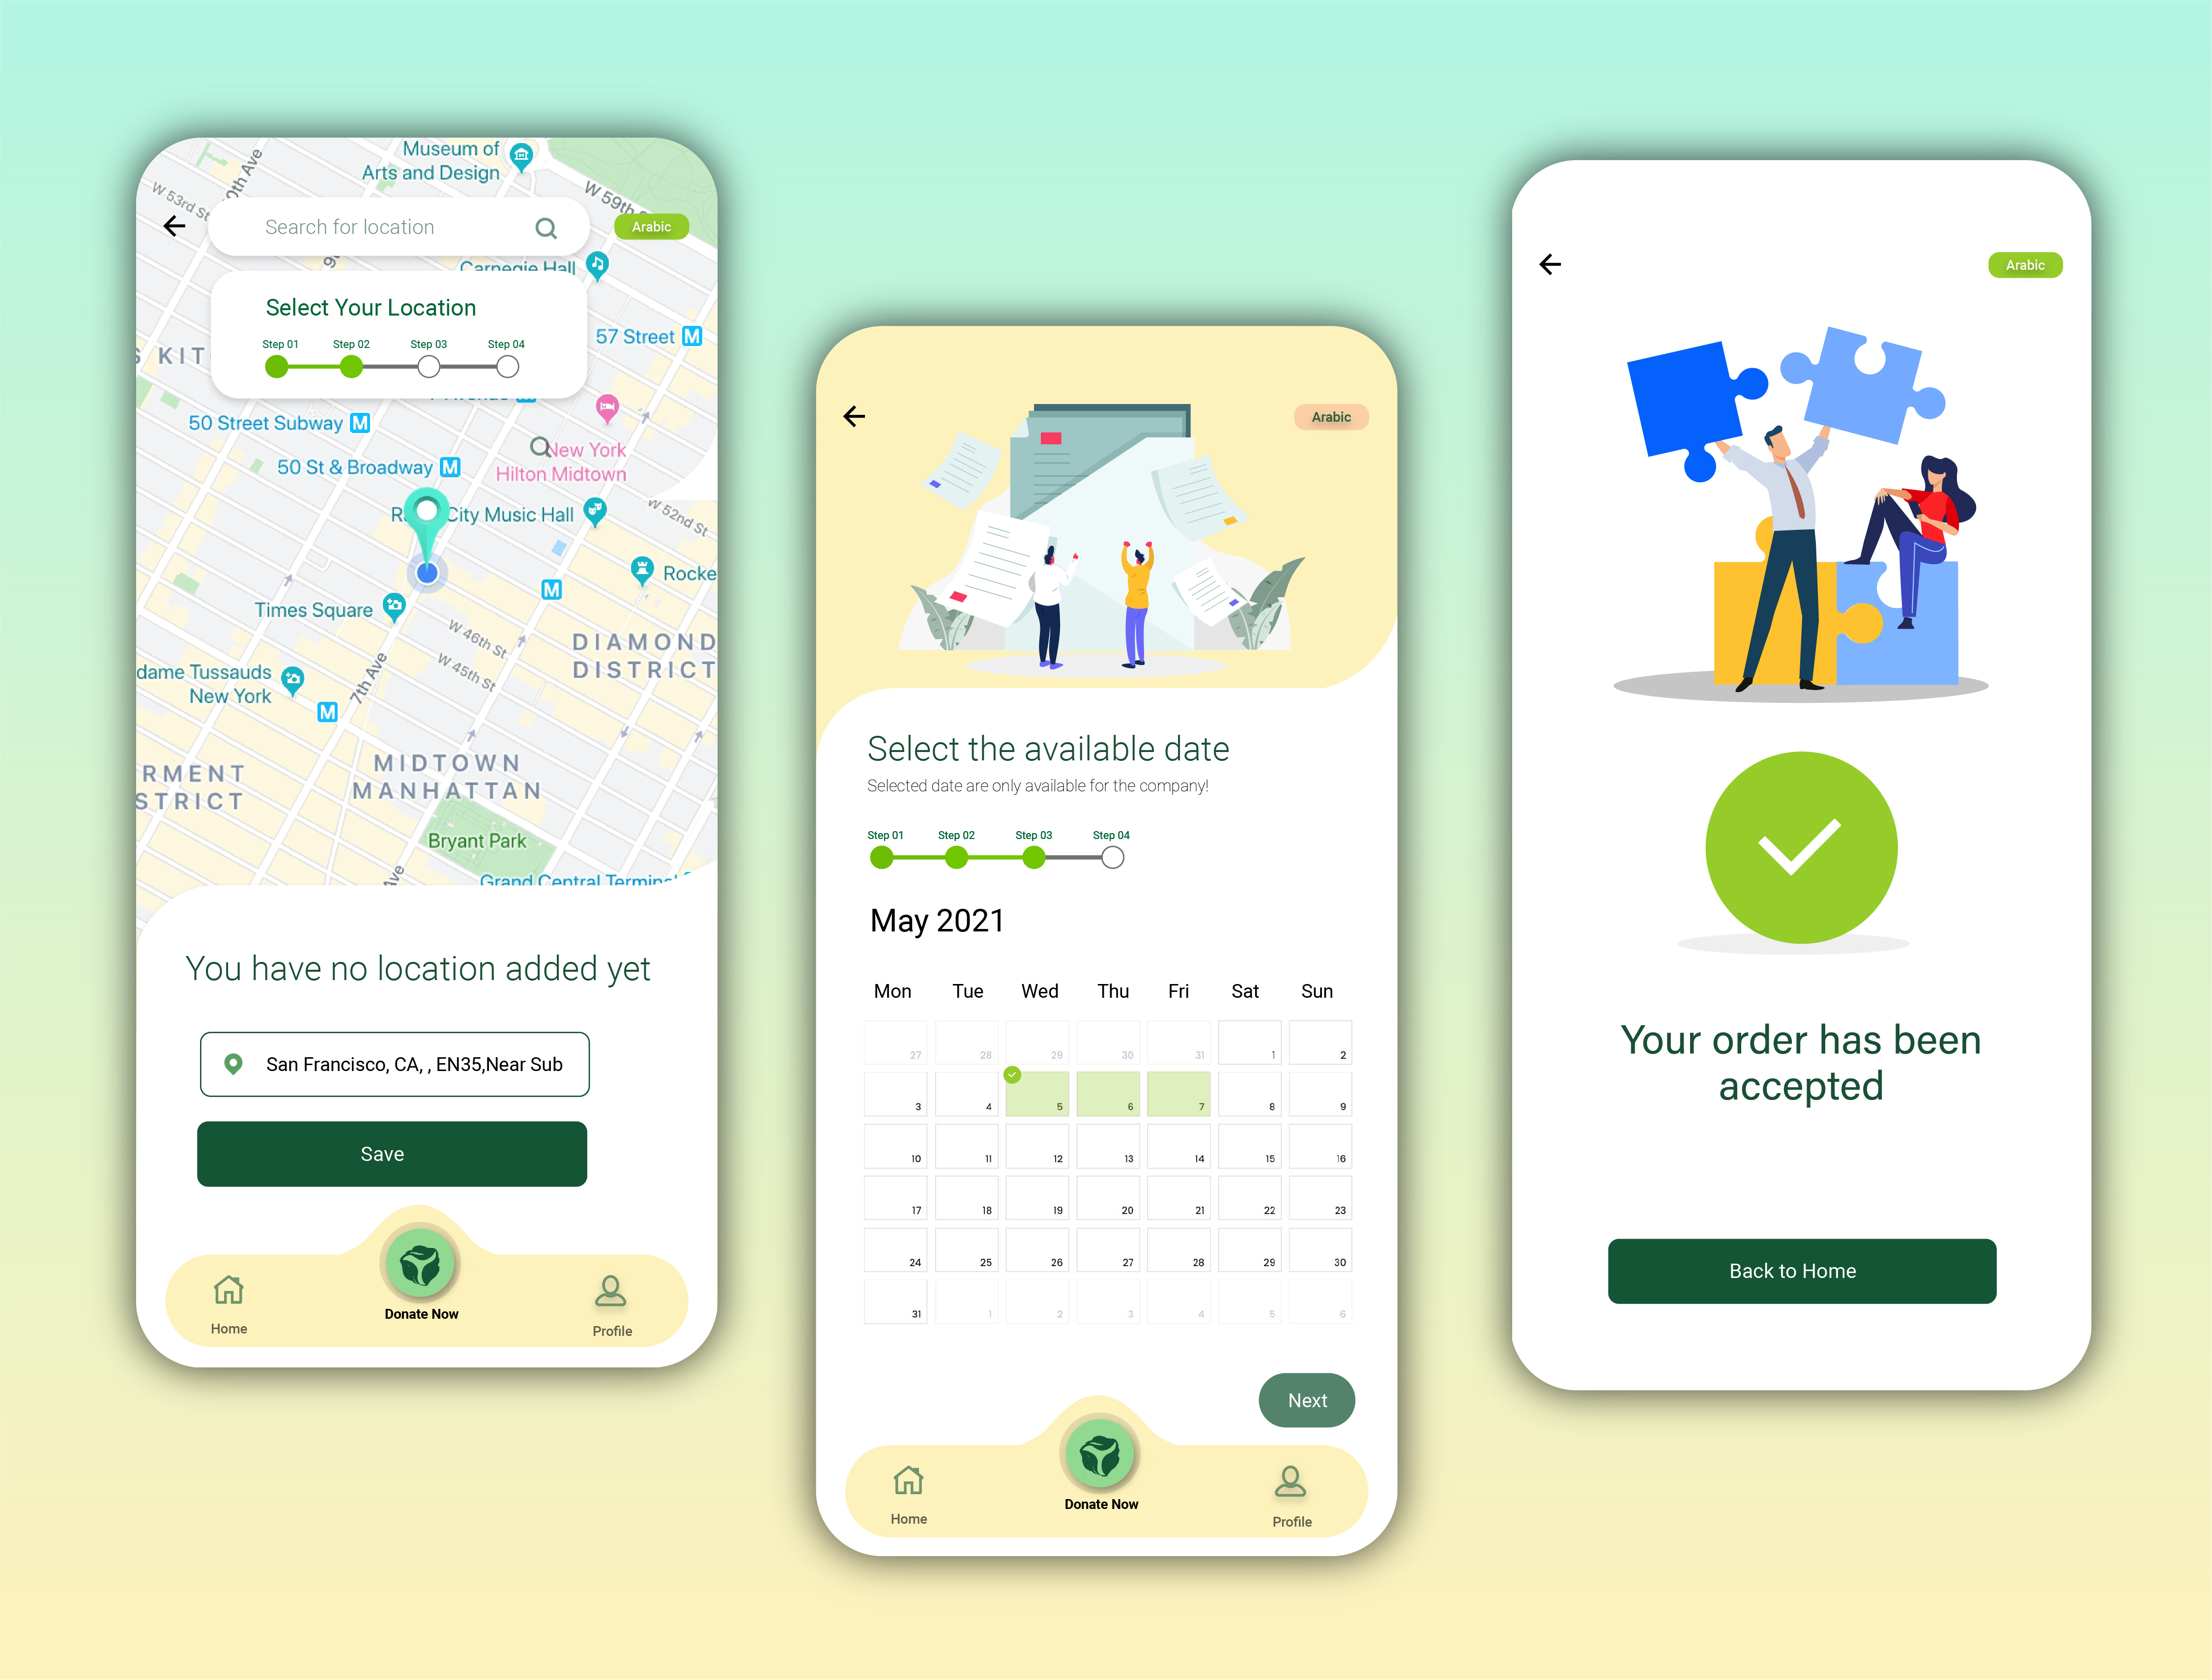 Museum of
Arts and Design
W 59th S
W 53rd St
0th Ave
Search for location
Arabic
9
Carnegie Hall
Select Your Location
57 Street M
Step 01 Step 02 Step 03 Step 04
S KIT
50 Street Subway M
New York
Hilton Midtown
50 St & Broadway M
City Music Hall
W 52nd St
M
Rocke
Times Square
W 46th St
DIAMOND
DISTRICT
W 45th St
dame Tussauds
New York
7th Ave
M
MIDTOWN
MANHATTAN
RMENT
STRICT
Bryant Park
Ave
Grand Central Terminal
You have no location added yet
San Francisco, CA, , EN35,Near Sub
Save
Home
Donate Now
Profile
Arabic
Select the available date
Selected date are only available for the company!
Step 01 Step 02 Step 03 Step 04
May 2021
Mon Tue Wed Thu Fri Sat Sun
27 28 29 30 31 1 2
3 4 5 6 7 8 9
10 11 12 13 14 15 16
17 18 19 20 21 22 23
24 25 26 27 28 29 30
31 1 2 3 4 5 6
Next
Home
Donate Now
Profile
Arabic
Your order has been
accepted
Back to Home